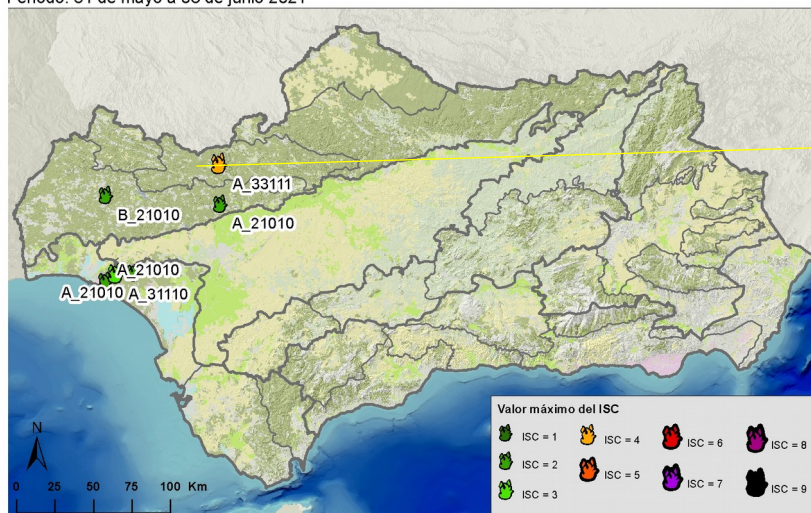 A_33111
B_21010
A_21010
A_21010
A_21010
A_31110
N
0 25 50 75 100 Km
Valor máximo del ISC
ISC = 1
ISC = 2
ISC = 3
ISC = 4
ISC = 5
ISC = 6
ISC = 7
ISC = 8
ISC = 9